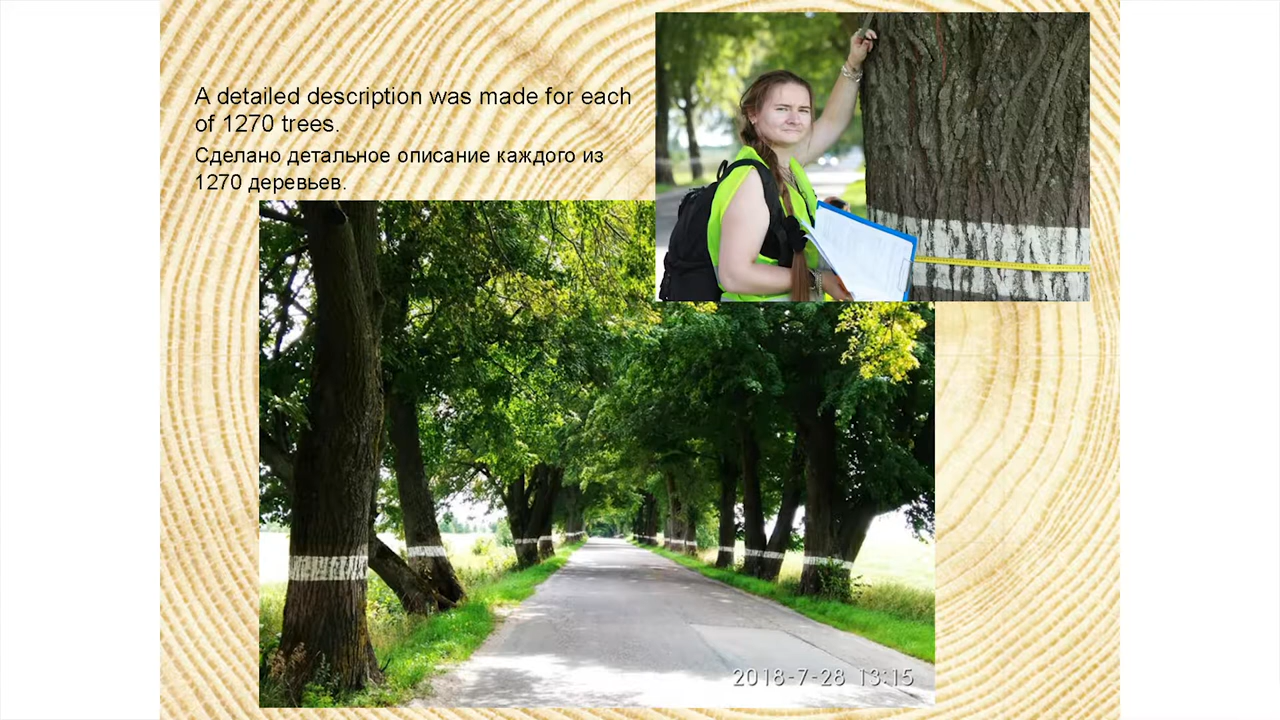 A detailed description was made for each
of 1270 trees.
Сделано детальное описание каждого из
1270 деревьев.
2018-7-28 13:15